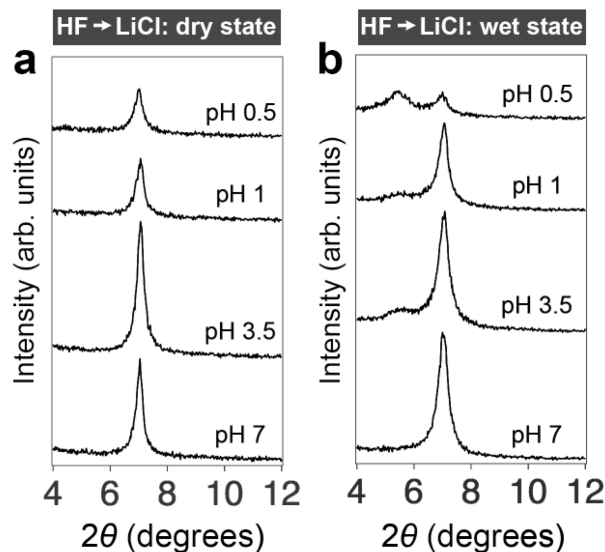 HF → LiCl: dry state
HF → LiCl: wet state
a
b
pH 0.5
pH 1
pH 3.5
pH 7
Intensity (arb. units)
4 6 8 10 12
2θ (degrees)
pH 0.5
pH 1
pH 3.5
pH 7
Intensity (arb. units)
4 6 8 10 12
2θ (degrees)